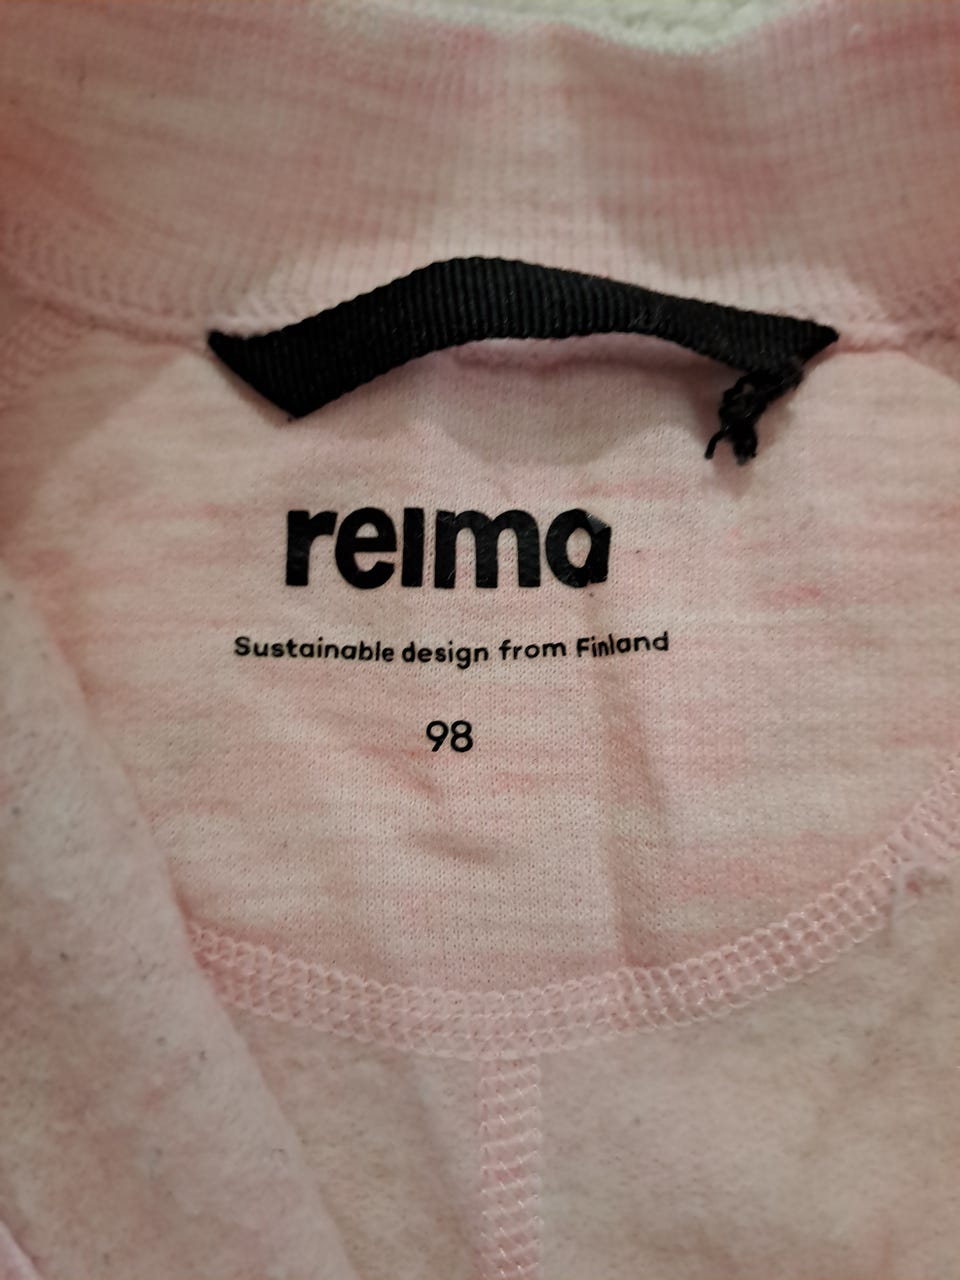 reima
Sustainable design from Finland
98